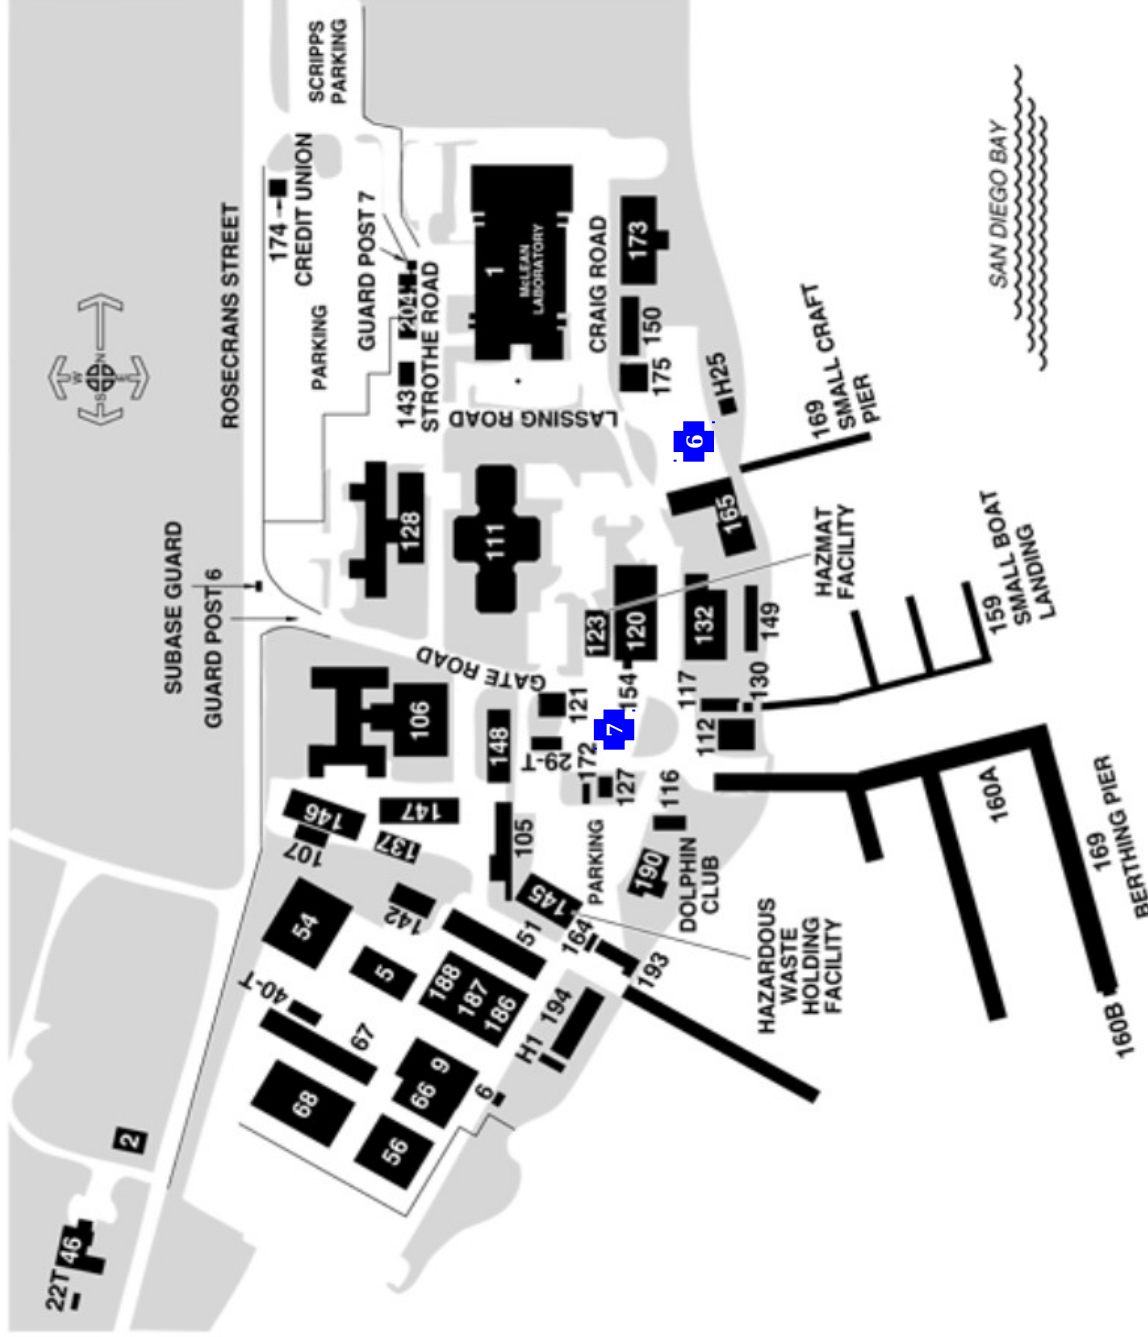 SCRIPPS
PARKING
ROSECRANS STREET
174
CREDIT UNION
PARKING
GUARD POST 7
204
143
STROTHE ROAD
1
McLEAN
LABORATORY
CRAIG ROAD
173
150
175
LASSING ROAD
H25
SAN DIEGO BAY
169
SMALL CRAFT
PIER
6
165
W
N
S
E
SUBASE GUARD
GUARD POST 6
128
111
HAZMAT
FACILITY
123
120
132
149
159
SMALL BOAT
LANDING
GATE ROAD
106
148
121
29-T
154
7
172
127
117
130
112
116
146
107
147
137
105
PARKING
190
DOLPHIN
CLUB
145
HAZARDOUS
WASTE
HOLDING
FACILITY
160A
169
BERTHING PIER
160B
54
142
51
164
193
5
188
187
186
194
H1
40-T
67
68
66
9
6
56
2
46
22T